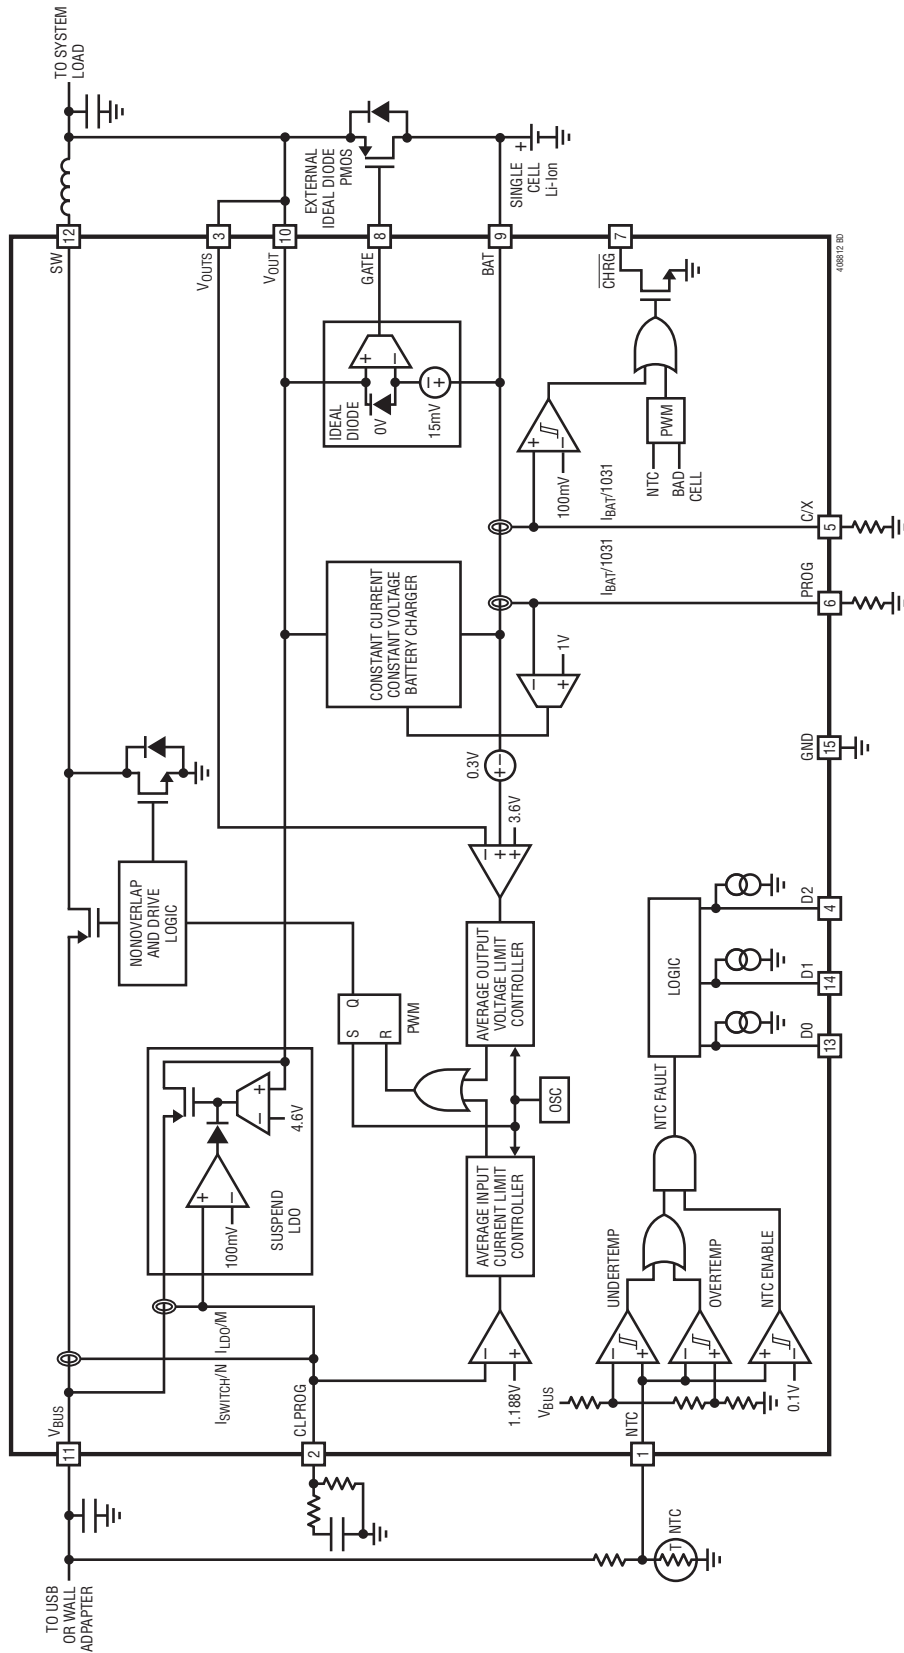 TO USB
OR WALL
ADPAPTER
11
VBUS
ISWITCH/N
ILDO/M
SUSPEND
LDO
100mV
+
−
4.6V
−
+
NONOVERLAP
AND DRIVE
LOGIC
SW
12
TO SYSTEM
LOAD
VOUTS
3
VOUT
10
EXTERNAL
IDEAL DIODE
PMOS
GATE
8
IDEAL
DIODE
0V
+
−
15mV
−
+
BAT
9
SINGLE
CELL
Li-Ion
+
CONSTANT CURRENT
CONSTANT VOLTAGE
BATTERY CHARGER
S
Q
R
PWM
CLPROG
2
1.188V
−
+
AVERAGE INPUT
CURRENT LIMIT
CONTROLLER
OSC
AVERAGE OUTPUT
VOLTAGE LIMIT
CONTROLLER
−
+
+
3.6V
0.3V
+
−
−
+
1V
IBAT/1031
IBAT/1031
100mV
+
−
NTC
BAD
CELL
PWM
CHRG
7
VBUS
NTC
1
T
NTC
−
+
UNDERTEMP
−
+
OVERTEMP
+
−
0.1V
NTC ENABLE
NTC FAULT
LOGIC
D0
13
D1
14
D2
4
GND
15
PROG
6
C/X
5
408812 BD